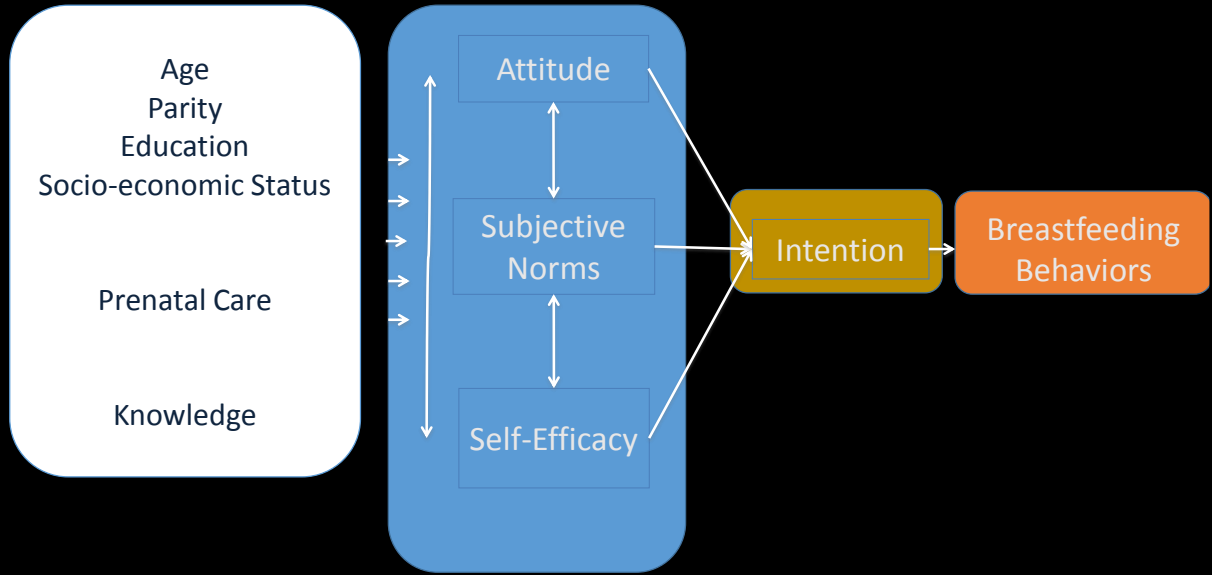 Age
Parity
Education
Socio-economic Status
Prenatal Care
Knowledge
Attitude
Subjective
Norms
Self-Efficacy
Intention
Breastfeeding
Behaviors